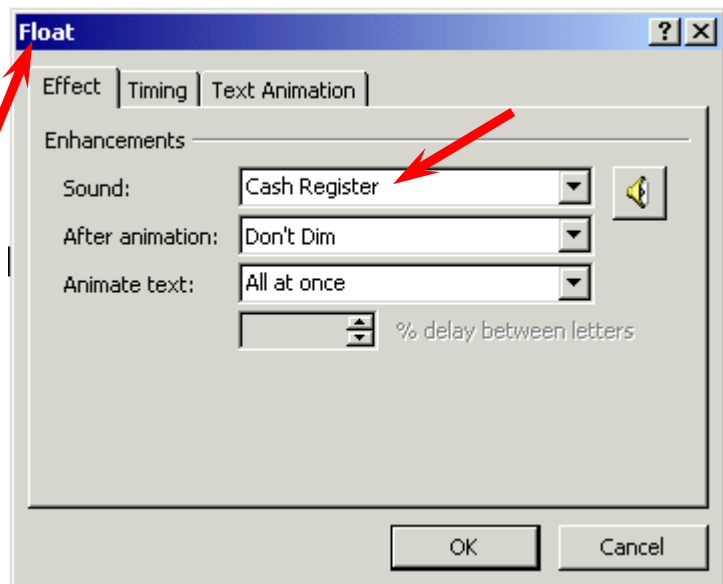 Float
Effect Timing Text Animation
Enhancements
Sound: Cash Register
After animation: Don't Dim
Animate text: All at once
% delay between letters
OK Cancel